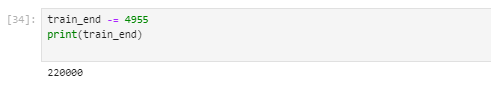 [34]: train_end -= 4955
print(train_end)
220000